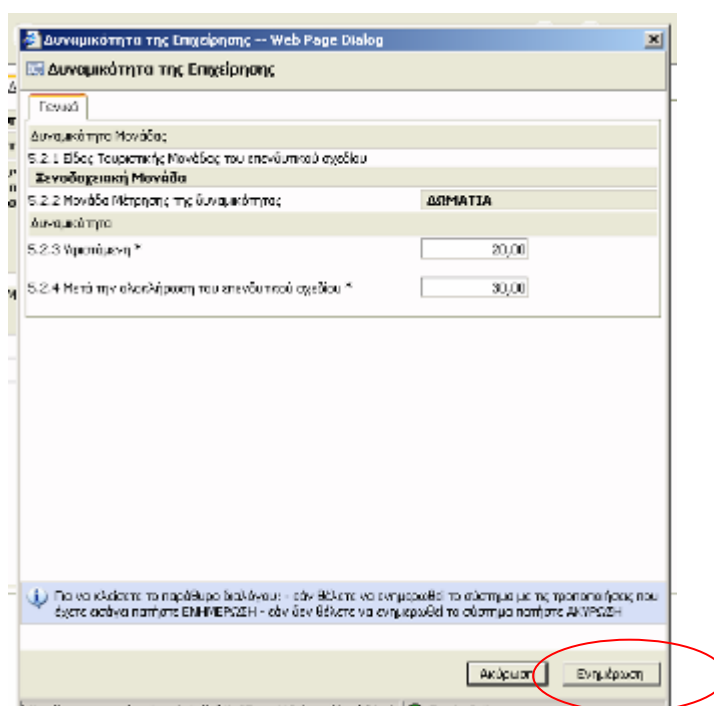 Δυναμικότητα της Επιχείρησης -- Web Page Dialog
Δυναμικότητα της Επιχείρησης
Γενικά
Δυναμικότητα Μονάδας
5.2.1 Είδος Τουριστικής Μονάδας του επενδυτικού σχεδίου
Ξενοδοχειακή Μονάδα
5.2.2 Μονάδα Μέτρησης της δυναμικότητας ΔΩΜΑΤΙΑ
Δυναμικότητα
5.2.3 Υφιστάμενη * 20,00
5.2.4 Μετά την ολοκλήρωση του επενδυτικού σχεδίου * 30,00
Για να κλείσετε το παράθυρο διαλόγου: - εάν θέλετε να ενημερωθεί το σύστημα με τις τροποποιήσεις που
έχετε εισάγει πατήστε ΕΝΗΜΕΡΩΣΗ - εάν δεν θέλετε να ενημερωθεί το σύστημα πατήστε ΑΚΥΡΩΣΗ
Ακύρωση Ενημέρωση